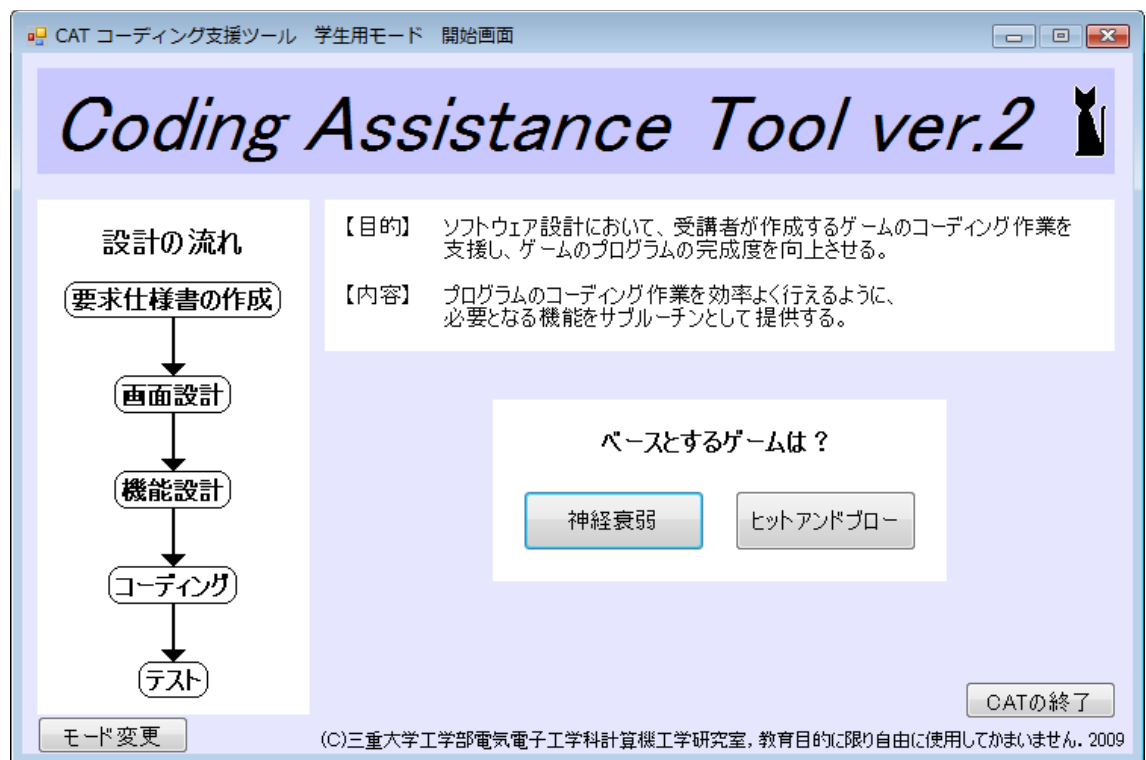 CAT コーディング支援ツール 学生用モード 開始画面
Coding Assistance Tool ver.2
設計の流れ
要求仕様書の作成
画面設計
機能設計
コーディング
テスト
【目的】 ソフトウェア設計において、受講者が作成するゲームのコーディング作業を
支援し、ゲームのプログラムの完成度を向上させる。
【内容】 プログラムのコーディング作業を効率よく行えるように、
必要となる機能をサブルーチンとして提供する。
ベースとするゲームは？
神経衰弱
ヒットアンドブロー
CATの終了
モード変更
(C)三重大学工学部電気電子工学科計算機工学研究室, 教育目的に限り自由に使用してかまいません. 2009